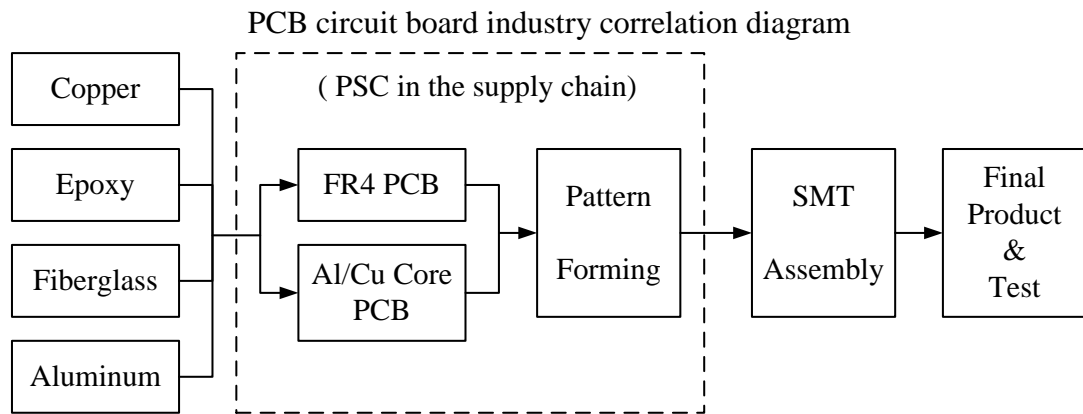 PCB circuit board industry correlation diagram
( PSC in the supply chain)
Copper
Epoxy
Fiberglass
Aluminum
FR4 PCB
Al/Cu Core
PCB
Pattern
Forming
SMT
Assembly
Final
Product
&
Test